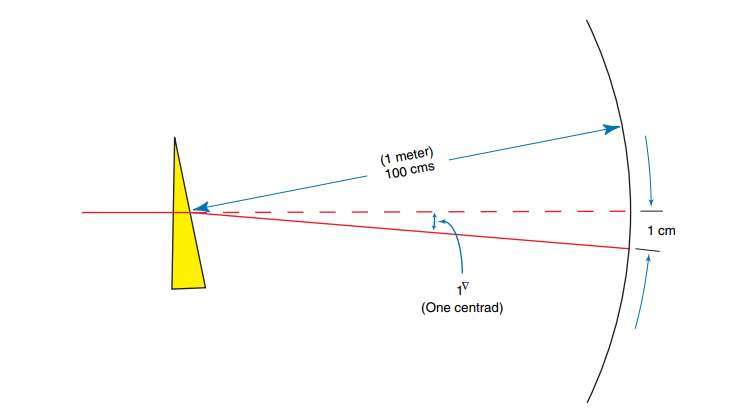 (1 meter)
100 cms
1 cm
1∇
(One centrad)